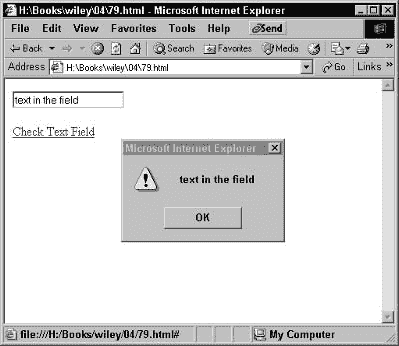 H:\Books\wiley\04\79.html - Microsoft Internet Explorer
File Edit View Favorites Tools Help Send
Back Search Favorites Media
Address H:\Books\wiley\04\79.html Go Links
text in the field
Check Text Field
Microsoft Internet Explorer
text in the field
OK
file:///H:/Books/wiley/04/79.html# My Computer